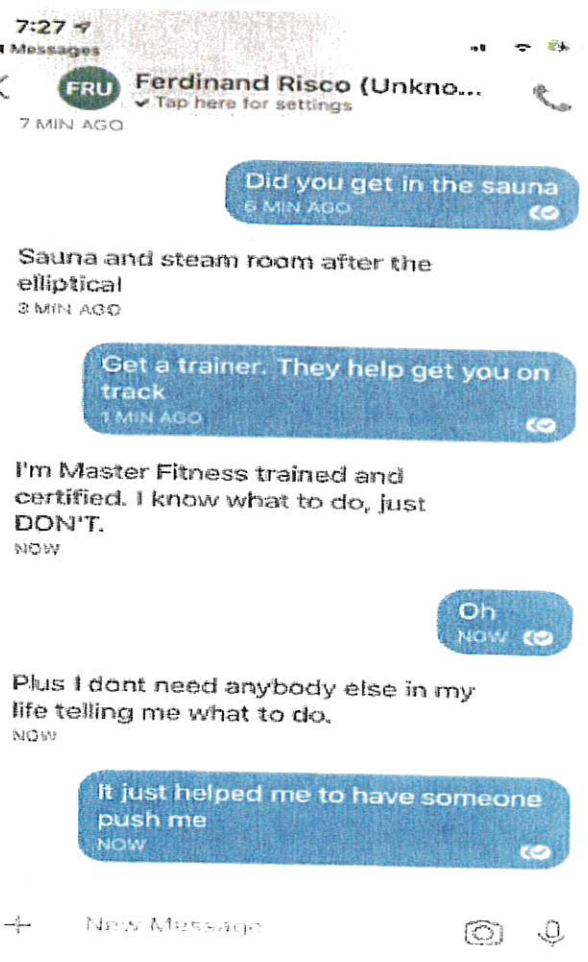 7:27
Messages
FRU
Ferdinand Risco (Unkno...
Tap here for settings
7 MIN AGO
Did you get in the sauna
6 MIN AGO
Sauna and steam room after the
elliptical
3 MIN AGO
Get a trainer. They help get you on
track
1 MIN AGO
I'm Master Fitness trained and
certified. I know what to do, just
DON'T.
NOW
Oh
NOW
Plus I dont need anybody else in my
life telling me what to do.
NOW
It just helped me to have someone
push me
NOW
New Message